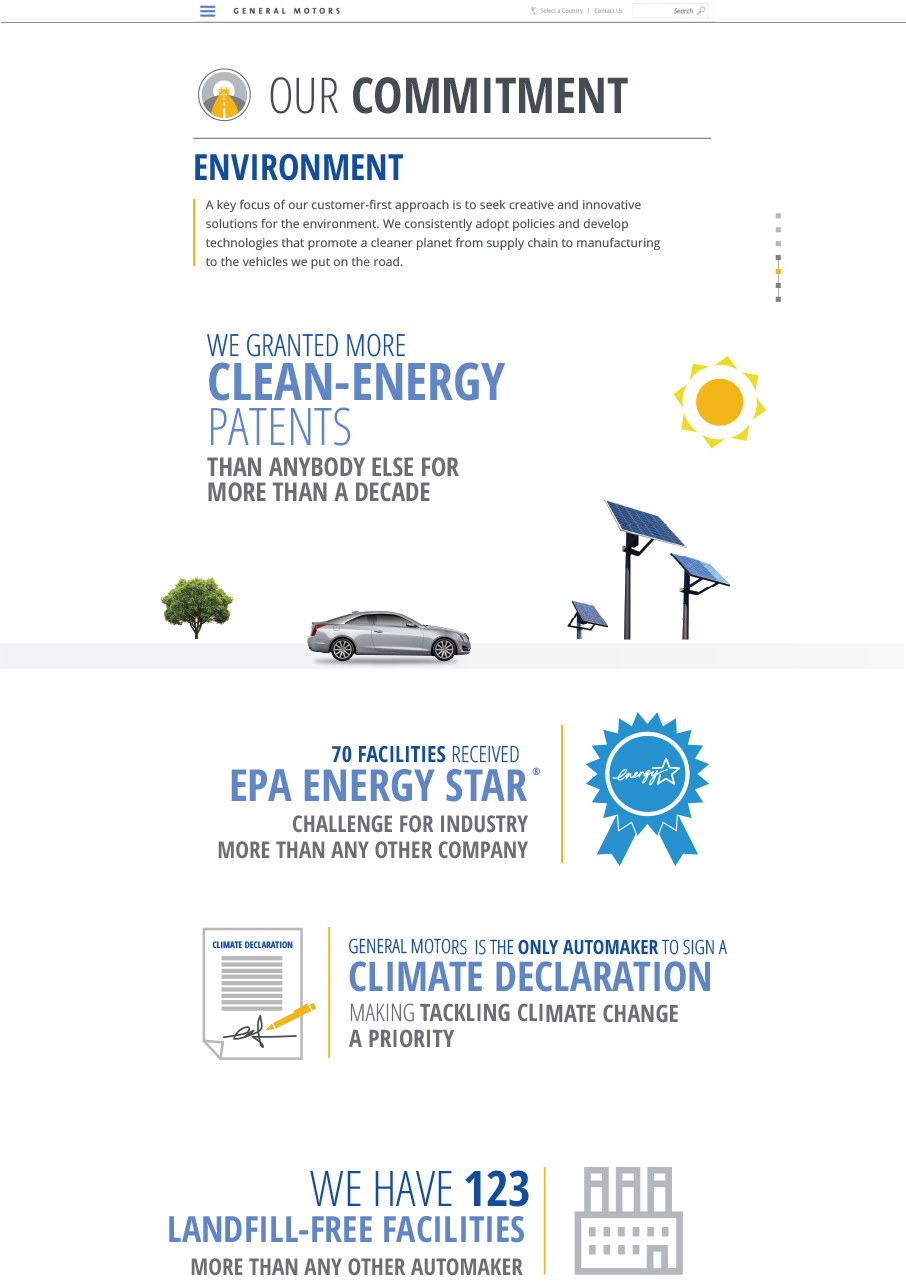 GENERAL MOTORS
Select a Country | Contact Us
Search
OUR COMMITMENT
ENVIRONMENT
A key focus of our customer-first approach is to seek creative and innovative
solutions for the environment. We consistently adopt policies and develop
technologies that promote a cleaner planet from supply chain to manufacturing
to the vehicles we put on the road.
WE GRANTED MORE
CLEAN-ENERGY
PATENTS
THAN ANYBODY ELSE FOR
MORE THAN A DECADE
70 FACILITIES RECEIVED
EPA ENERGY STAR®
CHALLENGE FOR INDUSTRY
MORE THAN ANY OTHER COMPANY
energy
CLIMATE DECLARATION
GENERAL MOTORS IS THE ONLY AUTOMAKER TO SIGN A
CLIMATE DECLARATION
MAKING TACKLING CLIMATE CHANGE
A PRIORITY
WE HAVE 123
LANDFILL-FREE FACILITIES
MORE THAN ANY OTHER AUTOMAKER